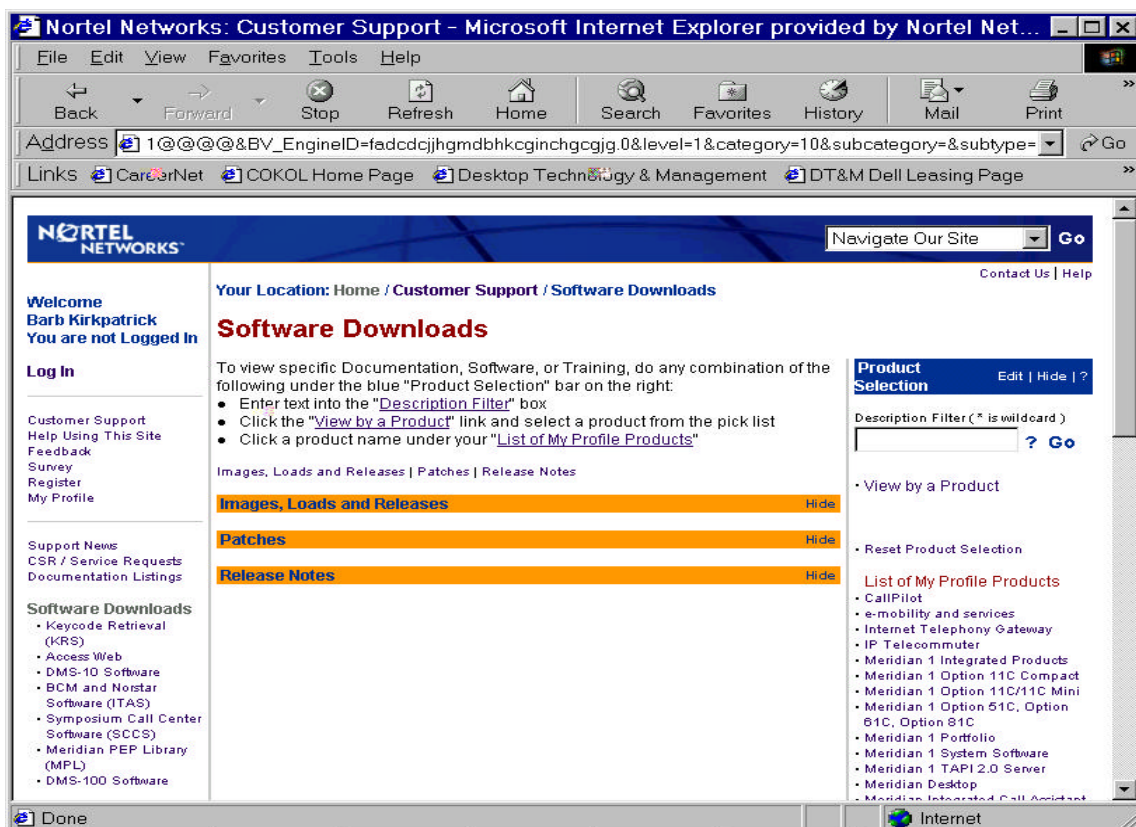 Nortel Networks: Customer Support - Microsoft Internet Explorer provided by Nortel Net...
File Edit View Favorites Tools Help
Back Forward Stop Refresh Home Search Favorites History Mail Print »
Address 1@@@@&BV_EngineID=fadcdcjjhgmdbhkcginchgcgjg.0&level=1&category=10&subcategory=&subtype= Go
Links CareerNet COKOL Home Page Desktop Technology & Management DT&M Dell Leasing Page »
NORTEL
NETWORKS
Navigate Our Site Go
Contact Us | Help
Welcome
Barb Kirkpatrick
You are not Logged In
Log In
Customer Support
Help Using This Site
Feedback
Survey
Register
My Profile
Support News
CSR / Service Requests
Documentation Listings
Software Downloads
• Keycode Retrieval
(KRS)
• Access Web
• DMS-10 Software
• BCM and Norstar
Software (ITAS)
• Symposium Call Center
Software (SCCS)
• Meridian PEP Library
(MPL)
• DMS-100 Software
Your Location: Home / Customer Support / Software Downloads
Software Downloads
To view specific Documentation, Software, or Training, do any combination of the
following under the blue "Product Selection" bar on the right:
• Enter text into the "Description Filter" box
• Click the "View by a Product" link and select a product from the pick list
• Click a product name under your "List of My Profile Products"
Images, Loads and Releases | Patches | Release Notes
Images, Loads and Releases Hide
Patches Hide
Release Notes Hide
Product
Selection Edit | Hide | ?
Description Filter ( * is wildcard )
? Go
• View by a Product
• Reset Product Selection
List of My Profile Products
• CallPilot
• e-mobility and services
• Internet Telephony Gateway
• IP Telecommuter
• Meridian 1 Integrated Products
• Meridian 1 Option 11C Compact
• Meridian 1 Option 11C/11C Mini
• Meridian 1 Option 51C, Option
61C, Option 81C
• Meridian 1 Portfolio
• Meridian 1 System Software
• Meridian 1 TAPI 2.0 Server
• Meridian Desktop
• Meridian Integrated Call Assistant
Done Internet